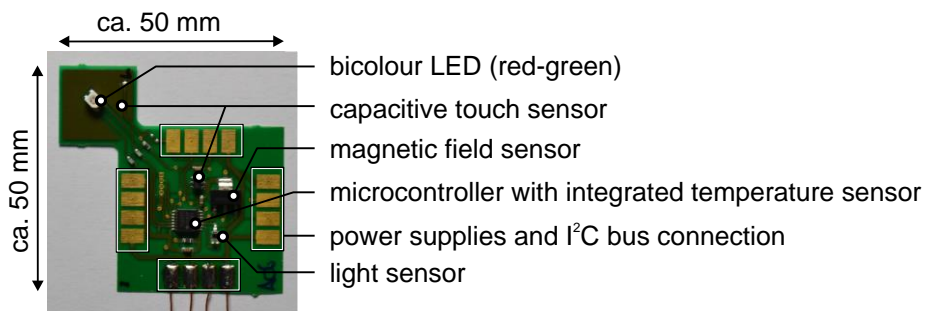 ca. 50 mm
ca. 50 mm
bicolour LED (red-green)
capacitive touch sensor
magnetic field sensor
microcontroller with integrated temperature sensor
power supplies and I²C bus connection
light sensor